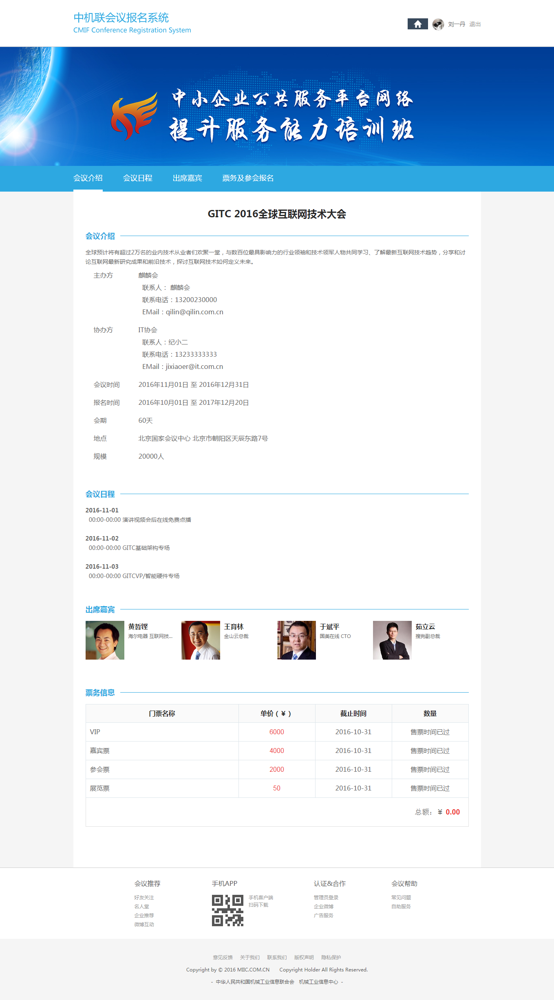 中机联会议报名系统
CMIF Conference Registration System
刘一丹 退出
中小企业公共服务平台网络
提升服务能力培训班
会议介绍 会议日程 出席嘉宾 票务及参会报名
GITC 2016全球互联网技术大会
会议介绍
全球预计将有超过2万名的业内技术从业者们欢聚一堂，与数百位最具影响力的行业领袖和技术领军人物共同学习、了解最新互联网技术趋势，分享和讨
论互联网最新研究成果和前沿技术，探讨互联网技术如何定义未来。
主办方 麒麟会
联系人： 麒麟会
联系电话：13200230000
EMail：qilin@qilin.com.cn
协办方 IT协会
联系人：纪小二
联系电话：13233333333
EMail：jixiaoer@it.com.cn
会议时间 2016年11月01日 至 2016年12月31日
报名时间 2016年10月01日 至 2017年12月20日
会期 60天
地点 北京国家会议中心 北京市朝阳区天辰东路7号
规模 20000人
会议日程
2016-11-01
00:00-00:00 演讲视频会后在线免费点播
2016-11-02
00:00-00:00 GITC基础架构专场
2016-11-03
00:00-00:00 GITCVP/智能硬件专场
出席嘉宾
黄哲铿 王育林 于斌平 茹立云
海尔电器 互联网技... 金山云总裁 国美在线 CTO 搜狗副总裁
票务信息
门票名称 单价（￥） 截止时间 数量
VIP 6000 2016-10-31 售票时间已过
嘉宾票 4000 2016-10-31 售票时间已过
参会票 2000 2016-10-31 售票时间已过
展览票 50 2016-10-31 售票时间已过
总额：￥ 0.00
会议推荐 手机APP 认证&合作 会议帮助
好友关注 手机客户端 管理员登录 常见问题
名人堂 扫码下载 企业微博 自助服务
企业推荐 广告服务
微博互动
意见反馈 关于我们 联系我们 版权声明 隐私保护
Copyright by © 2016 MIIC.COM.CN Copyright Holder All Rights Reserved.
- 中华人民共和国机械工业信息联合会 机械工业信息中心 -